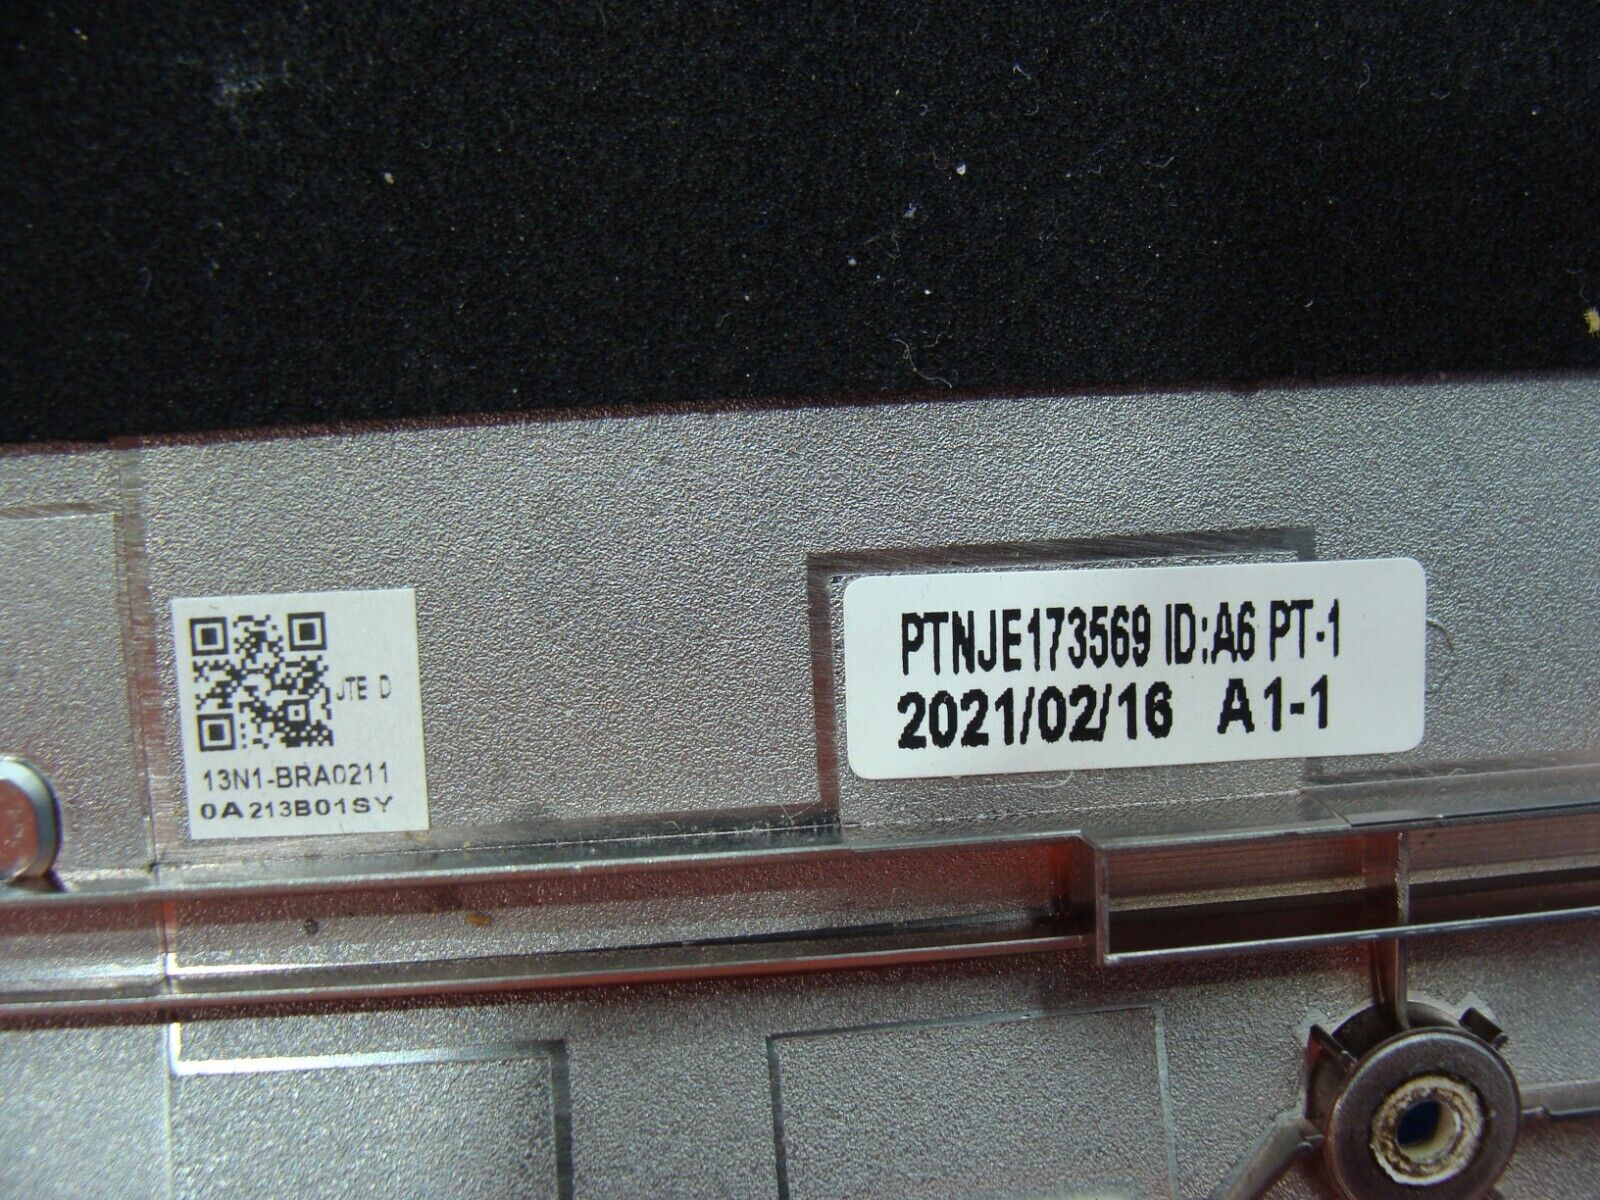 JTE D
13N1-BRA0211
0A213B01SY
PTNJE173569 ID:A6 PT-1
2021/02/16 A1-1